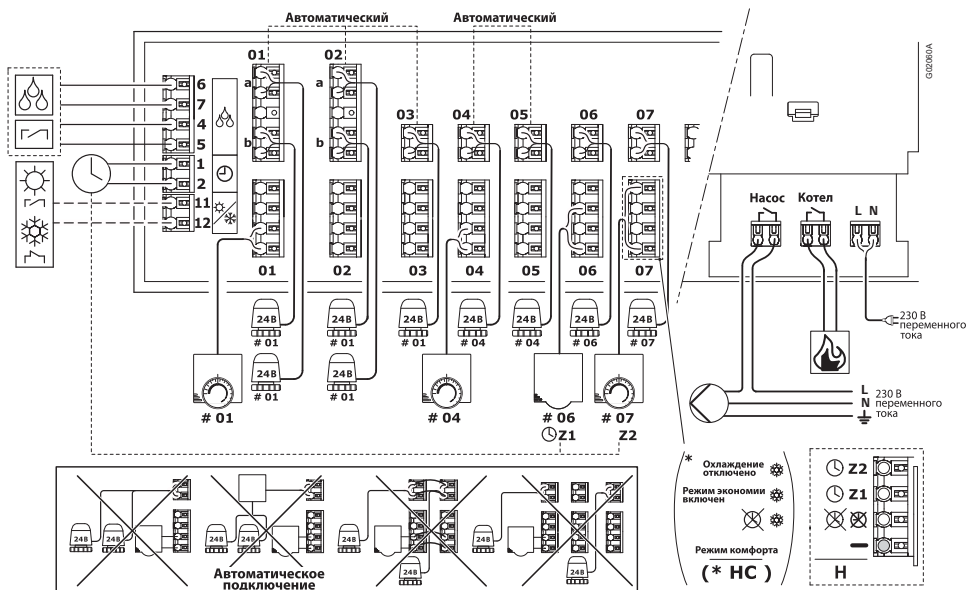 Автоматический
Автоматический
G02060A
01
02
a
a
b
b
03
04
05
06
07
6
7
4
5
1
2
11
12
01
02
03
04
05
06
07
Насос
Котел
L N
230 В
переменного
тока
24В
# 01
24В
# 01
24В
# 01
24В
# 04
24В
# 04
24В
# 06
24В
# 07
24В
# 01
24В
# 01
# 01
# 04
# 06
# 07
Z1
Z2
L
N
230 В
переменного
тока
24В
24В
24В
24В
24В
24В
24В
24В
Автоматическое
подключение
*
Охлаждение
отключено
Режим экономии
включен
Режим комфорта
(* HC )
Z2
Z1
H